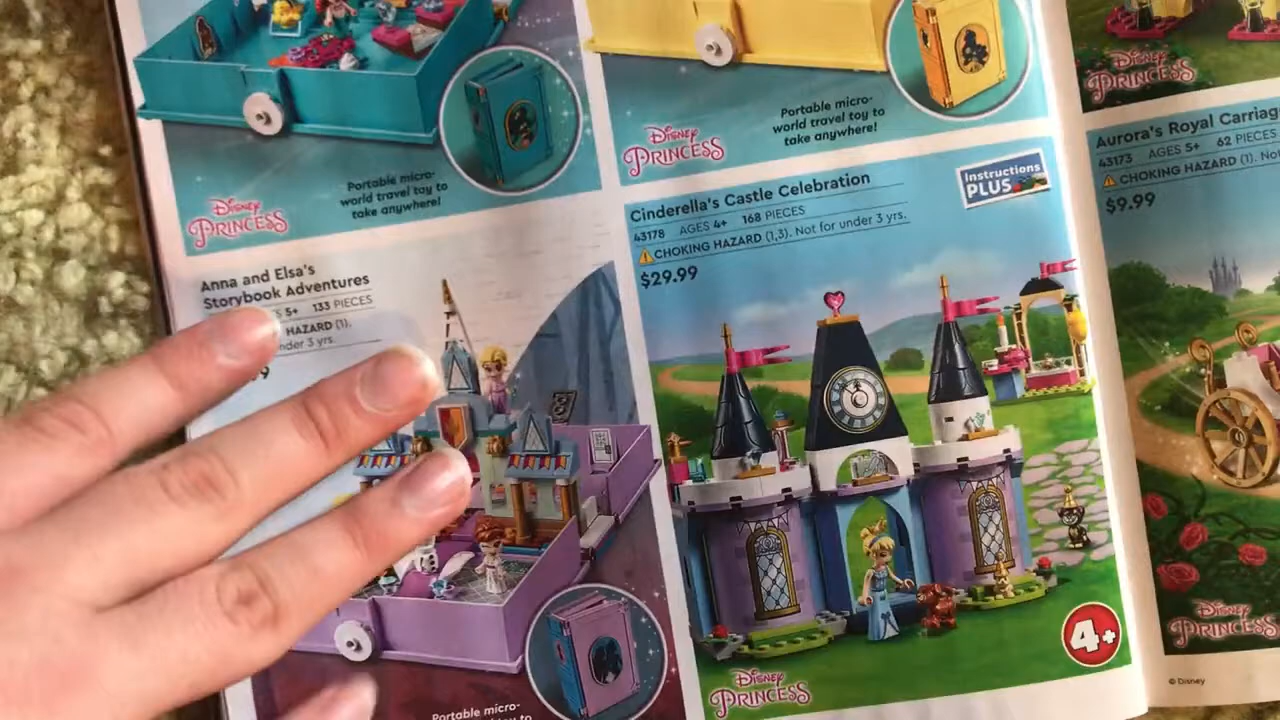 Portable micro-
world travel toy to
take anywhere!
Disney
PRINCESS
Portable micro-
world travel toy to
take anywhere!
Disney
PRINCESS
Disney
PRINCESS
Anna and Elsa's
Storybook Adventures
5+ 133 PIECES
HAZARD (1).
under 3 yrs.
Portable micro-
Cinderella's Castle Celebration
43178 AGES 4+ 168 PIECES
CHOKING HAZARD (1,3). Not for under 3 yrs.
$29.99
Instructions
PLUS
4+
Disney
PRINCESS
Aurora's Royal
43173 AGES 5+ 62 PIECES
CHOKING HAZARD (1). Not
$9.99
Disney
PRINCESS
© Disney